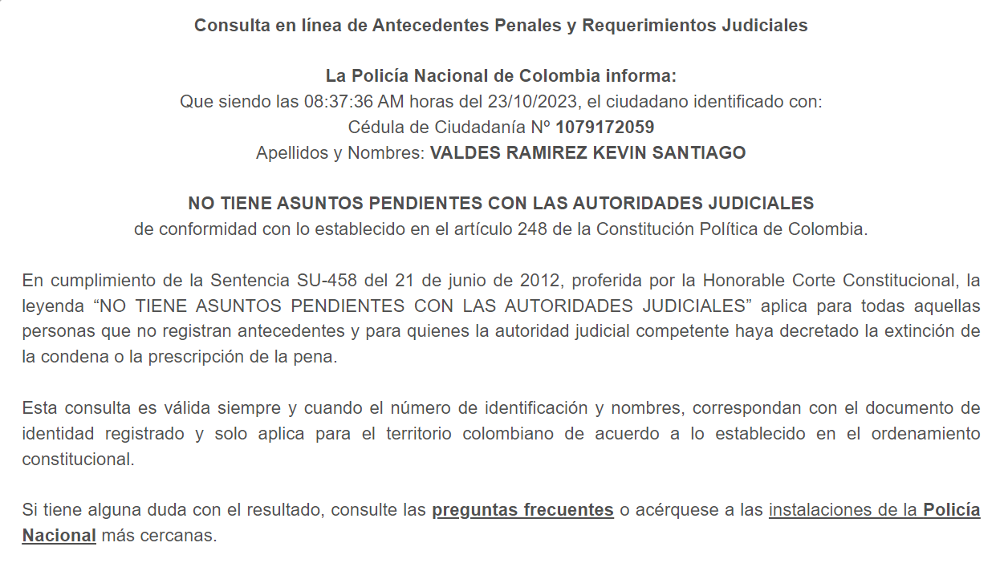 Consulta en línea de Antecedentes Penales y Requerimientos Judiciales
La Policía Nacional de Colombia informa:
Que siendo las 08:37:36 AM horas del 23/10/2023, el ciudadano identificado con:
Cédula de Ciudadanía Nº 1079172059
Apellidos y Nombres: VALDES RAMIREZ KEVIN SANTIAGO
NO TIENE ASUNTOS PENDIENTES CON LAS AUTORIDADES JUDICIALES
de conformidad con lo establecido en el artículo 248 de la Constitución Política de Colombia.
En cumplimiento de la Sentencia SU-458 del 21 de junio de 2012, proferida por la Honorable Corte Constitucional, la
leyenda “NO TIENE ASUNTOS PENDIENTES CON LAS AUTORIDADES JUDICIALES” aplica para todas aquellas
personas que no registran antecedentes y para quienes la autoridad judicial competente haya decretado la extinción de
la condena o la prescripción de la pena.
Esta consulta es válida siempre y cuando el número de identificación y nombres, correspondan con el documento de
identidad registrado y solo aplica para el territorio colombiano de acuerdo a lo establecido en el ordenamiento
constitucional.
Si tiene alguna duda con el resultado, consulte las preguntas frecuentes o acérquese a las instalaciones de la Policía
Nacional más cercanas.